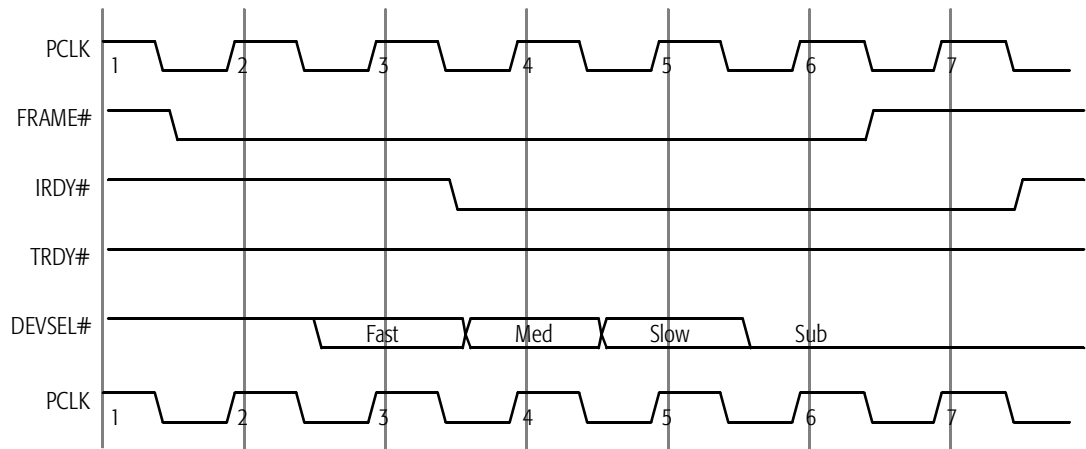 PCLK
1 2 3 4 5 6 7
FRAME#
IRDY#
TRDY#
DEVSEL#
Fast Med Slow Sub
PCLK
1 2 3 4 5 6 7